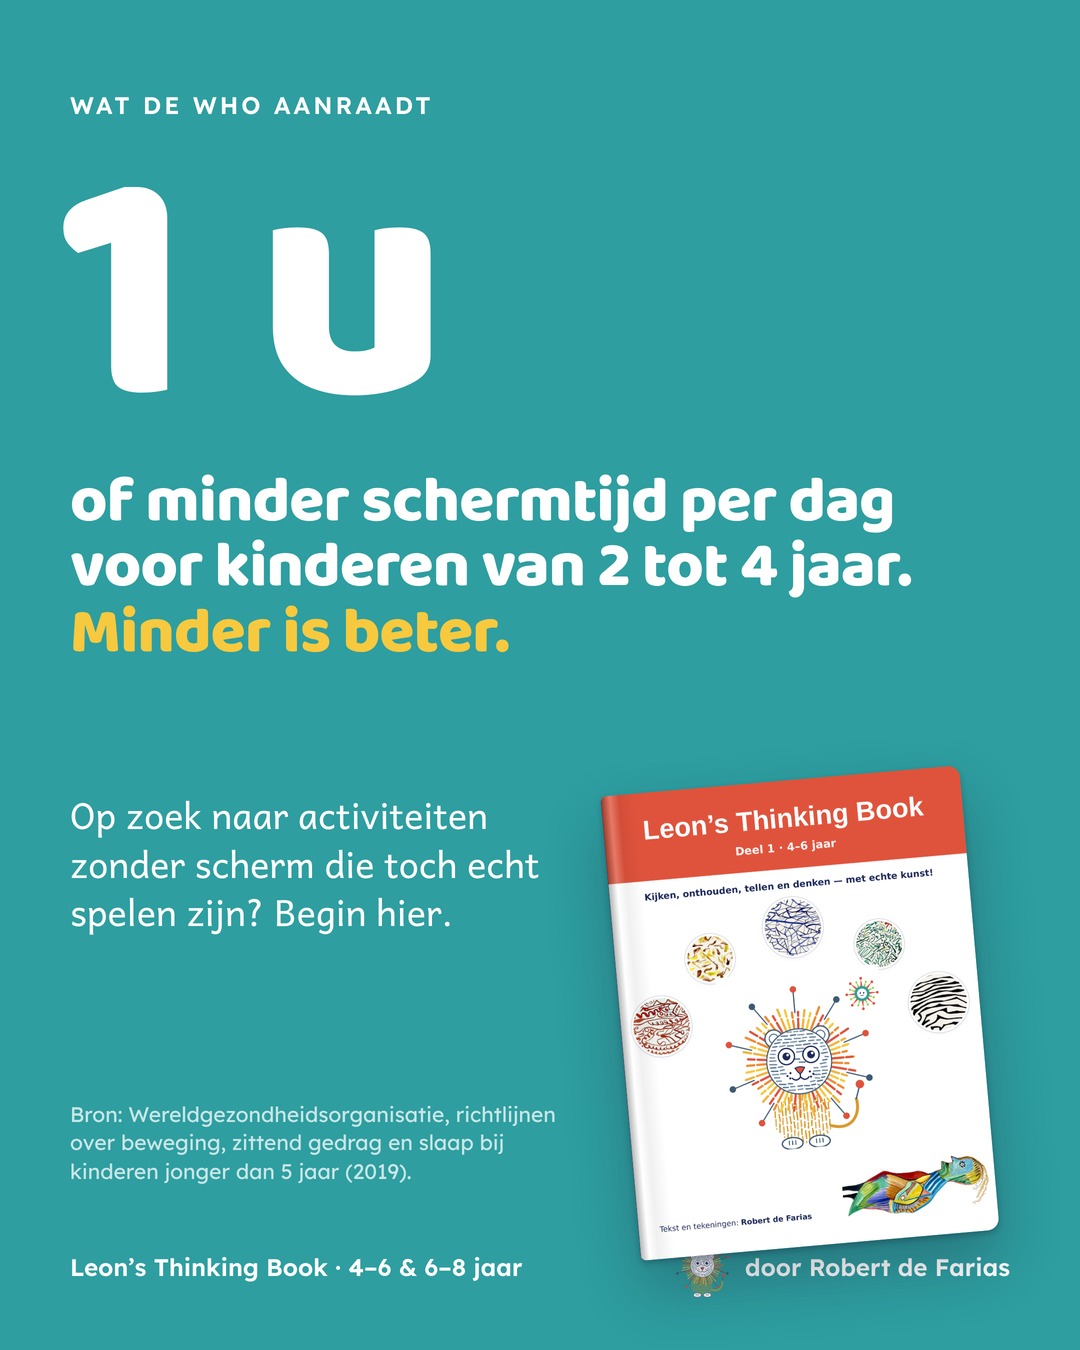 WAT DE WHO AANRAADT
1 u
of minder schermtijd per dag
voor kinderen van 2 tot 4 jaar.
Minder is beter.
Op zoek naar activiteiten
zonder scherm die toch echt
spelen zijn? Begin hier.
Leon’s Thinking Book
Deel 1 · 4–6 jaar
Kijken, onthouden, tellen en denken — met echte kunst!
Tekst en tekeningen: Robert de Farias
Bron: Wereldgezondheidsorganisatie, richtlijnen
over beweging, zittend gedrag en slaap bij
kinderen jonger dan 5 jaar (2019).
Leon’s Thinking Book · 4–6 & 6–8 jaar
door Robert de Farias